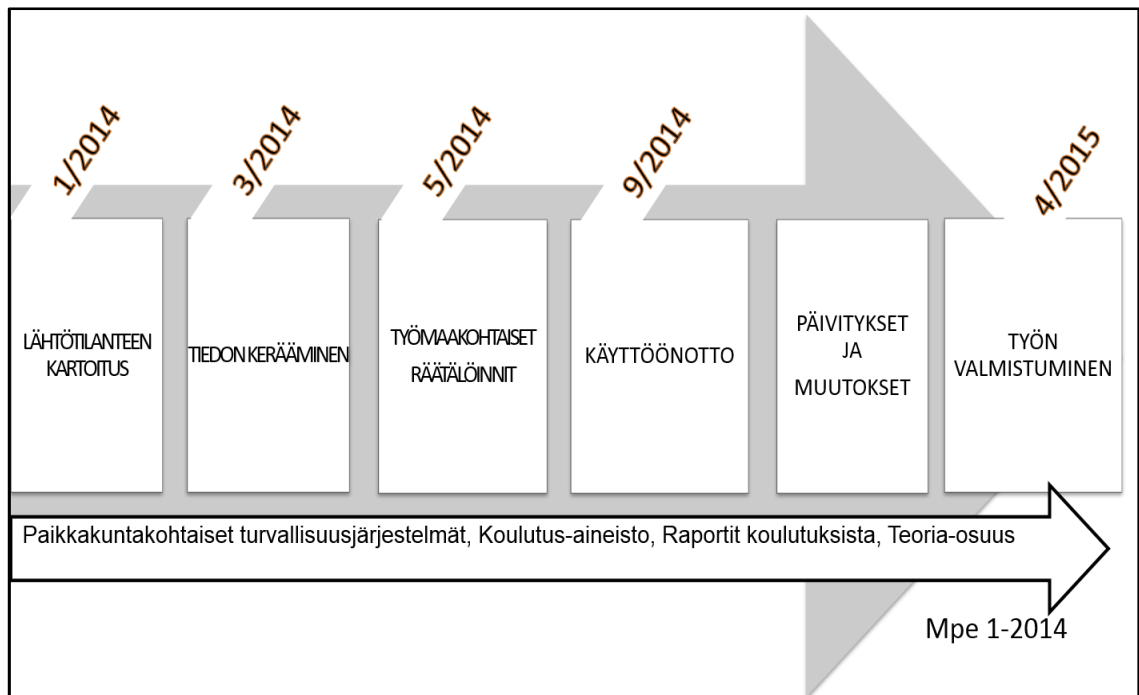 1/2014
3/2014
5/2014
9/2014
4/2015
LÄHTÖTILANTEEN
KARTOITUS
TIEDON KERÄÄMINEN
TYÖMAAKOHTAISET
RÄÄTÄLÖINNIT
KÄYTTÖÖNOTTO
PÄIVITYKSET
JA
MUUTOKSET
TYÖN
VALMISTUMINEN
Paikkakuntakohtaiset turvallisuusjärjestelmät, Koulutus-aineisto, Raportit koulutuksista, Teoria-osuus
Mpe 1-2014